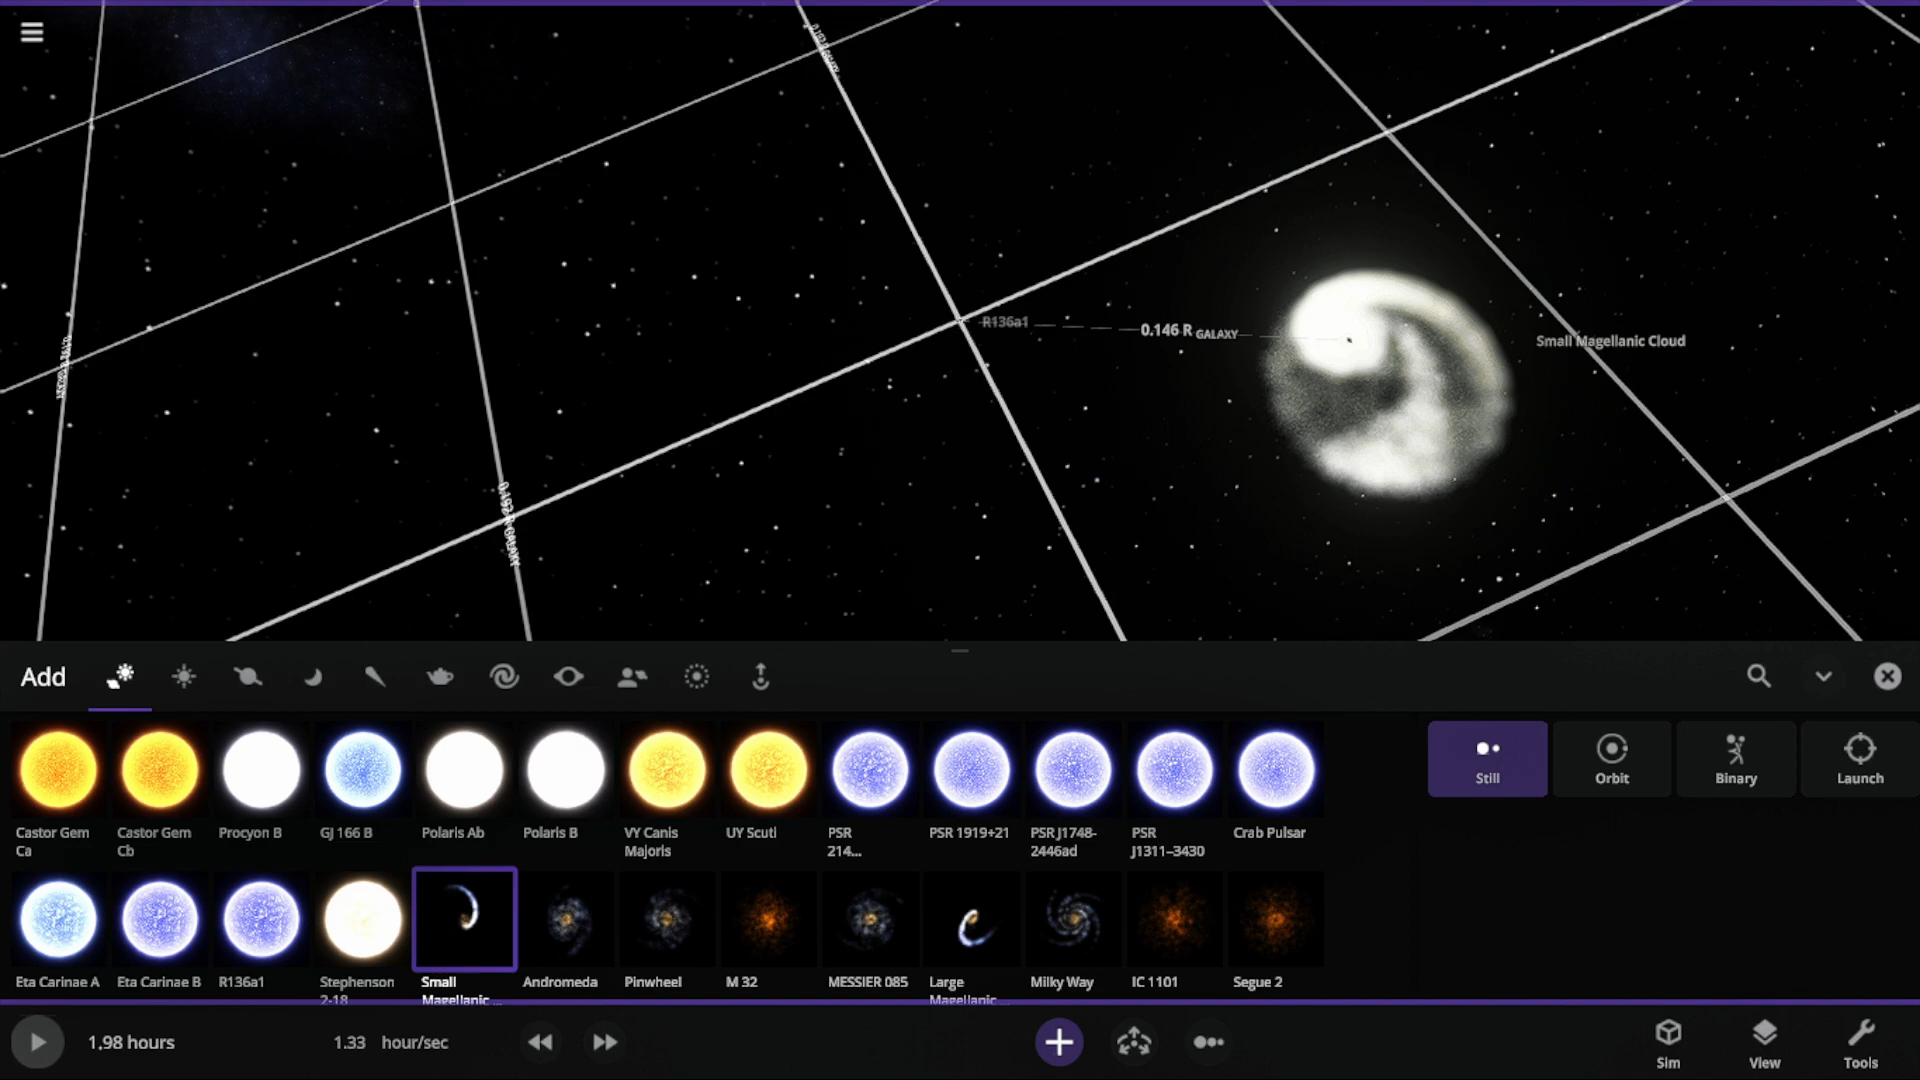 R136a1
0.146 R GALAXY
Small Magellanic Cloud
0.192 R GALAXY
Add
Still
Orbit
Binary
Launch
Castor Gem Ca
Castor Gem Cb
Procyon B
GJ 166 B
Polaris Ab
Polaris B
VY Canis Majoris
UY Scuti
PSR 214...
PSR 1919+21
PSR J1748-2446ad
PSR J1311–3430
Crab Pulsar
Eta Carinae A
Eta Carinae B
R136a1
Stephenson 2-18
Small Magellanic ...
Andromeda
Pinwheel
M 32
MESSIER 085
Large Magellanic ...
Milky Way
IC 1101
Segue 2
1.98 hours
1.33 hour/sec
Sim
View
Tools